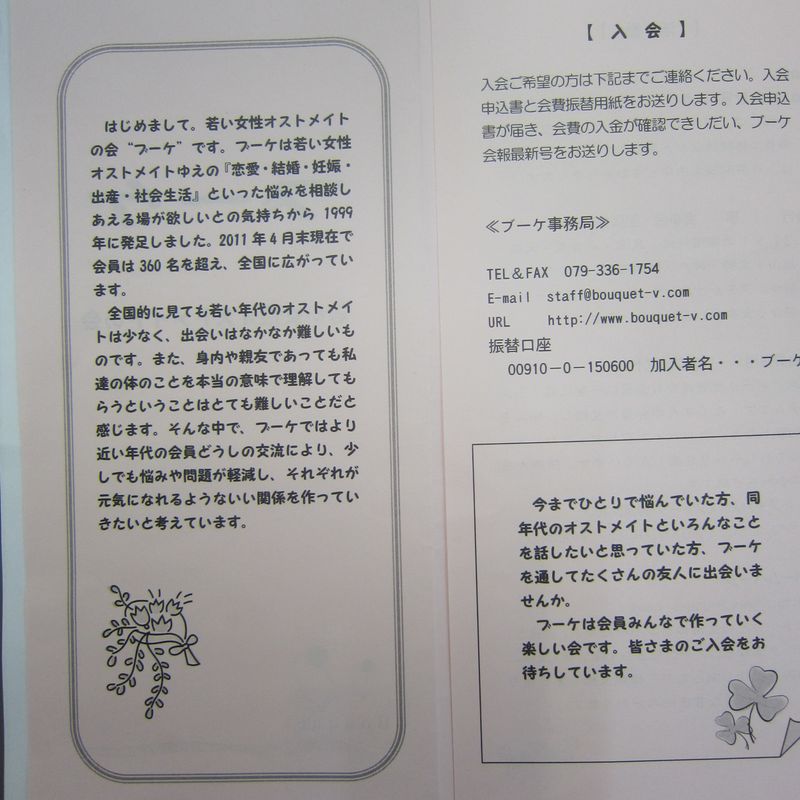 はじめまして。若い女性オストメイト
の会“ブーケ”です。ブーケは若い女性
オストメイトゆえの『恋愛・結婚・妊娠・
出産・社会生活』といった悩みを相談し
あえる場が欲しいとの気持ちから 1999
年に発足しました。2011 年 4 月末現在で
会員は 360 名を超え、全国に広がってい
ます。
全国的に見ても若い年代のオストメイ
トは少なく、出会いはなかなか難しいも
のです。また、身内や親友であっても私
達の体のことを本当の意味で理解しても
らうということはとても難しいことだと
感じます。そんな中で、ブーケではより
近い年代の会員どうしの交流により、少
しでも悩みや問題が軽減し、それぞれが
元気になれるようないい関係を作ってい
きたいと考えています。
【 入 会 】
入会ご希望の方は下記までご連絡ください。入会
申込書と会費振替用紙をお送りします。入会申込
書が届き、会費の入金が確認できしだい、ブーケ
会報最新号をお送りします。
≪ブーケ事務局≫
TEL＆FAX 079-336-1754
E-mail staff@bouquet-v.com
URL http://www.bouquet-v.com
振替口座
00910－0－150600 加入者名・・・ブーケ
今までひとりで悩んでいた方、同
年代のオストメイトといろんなこと
を話したいと思っていた方、ブーケ
を通してたくさんの友人に出会いま
せんか。
ブーケは会員みんなで作っていく
楽しい会です。皆さまのご入会をお
待ちしています。